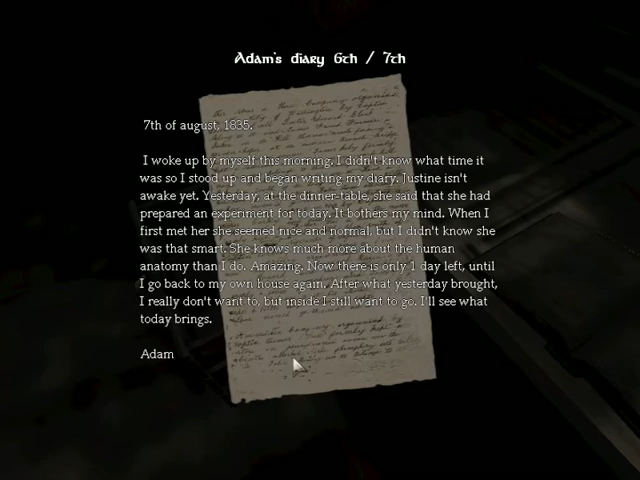 Adam's diary 6th / 7th
7th of august, 1835.
I woke up by myself this morning. I didn't know what time it
was so I stood up and began writing my diary. Justine isn't
awake yet. Yesterday, at the dinner-table, she said that she had
prepared an experiment for today. It bothers my mind. When I
first met her she seemed nice and normal, but I didn't know she
was that smart. She knows much more about the human
anatomy than I do. Amazing. Now there is only 1 day left, until
I go back to my own house again. After what yesterday brought,
I really don't want to, but inside I still want to go. I'll see what
today brings.
Adam